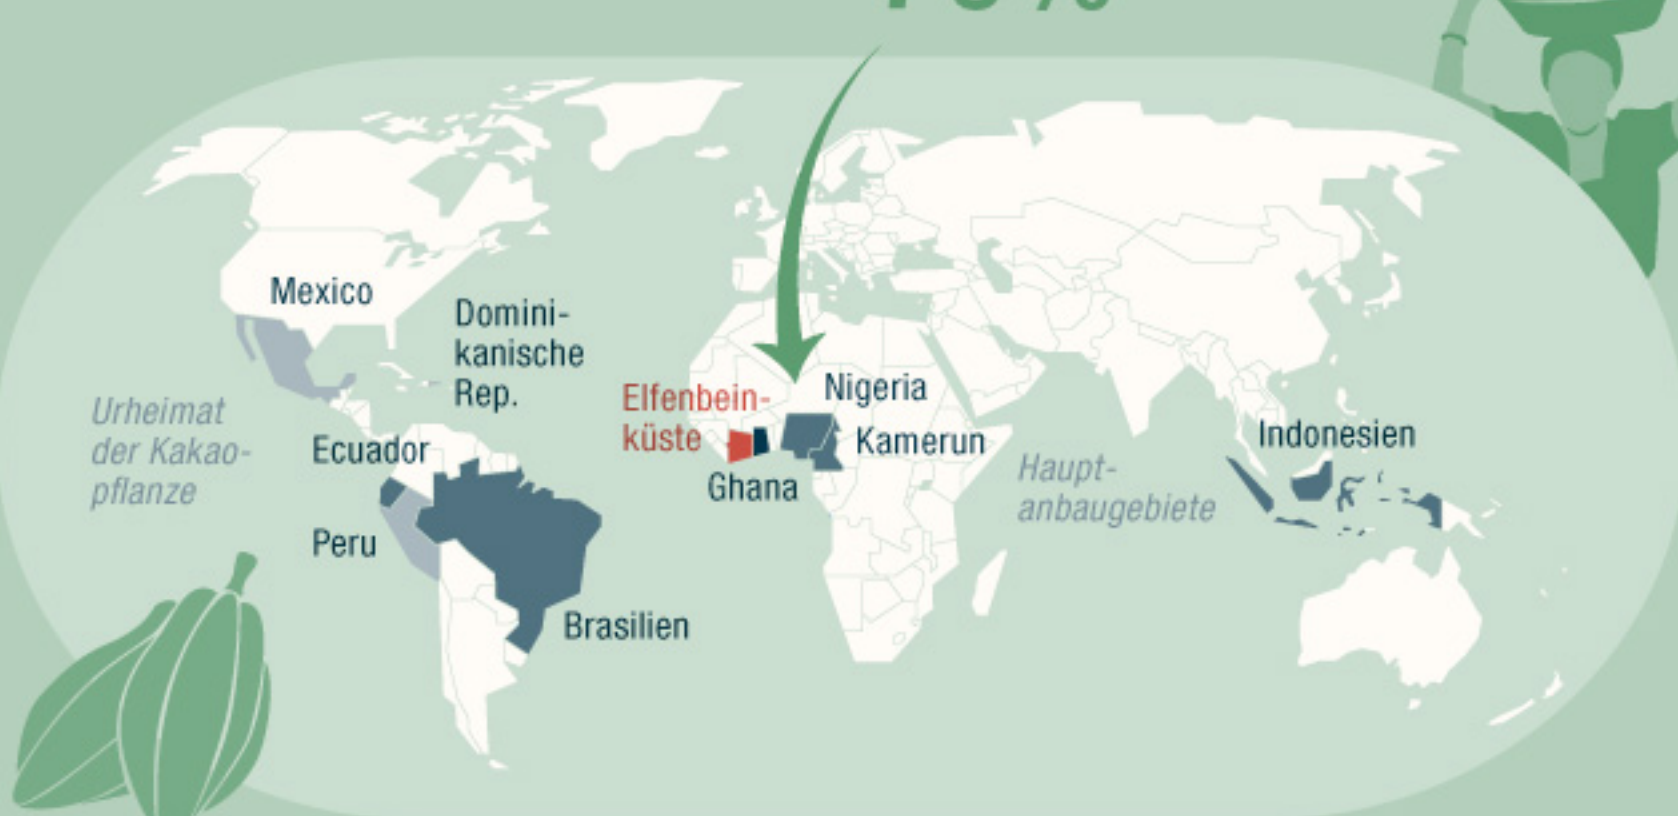 Mexico
Domini-
kanische
Rep.
Urheimat
der Kakao-
pflanze
Ecuador
Peru
Brasilien
Elfenbein-
küste
Ghana
Nigeria
Kamerun
Haupt-
anbaugebiete
Indonesien